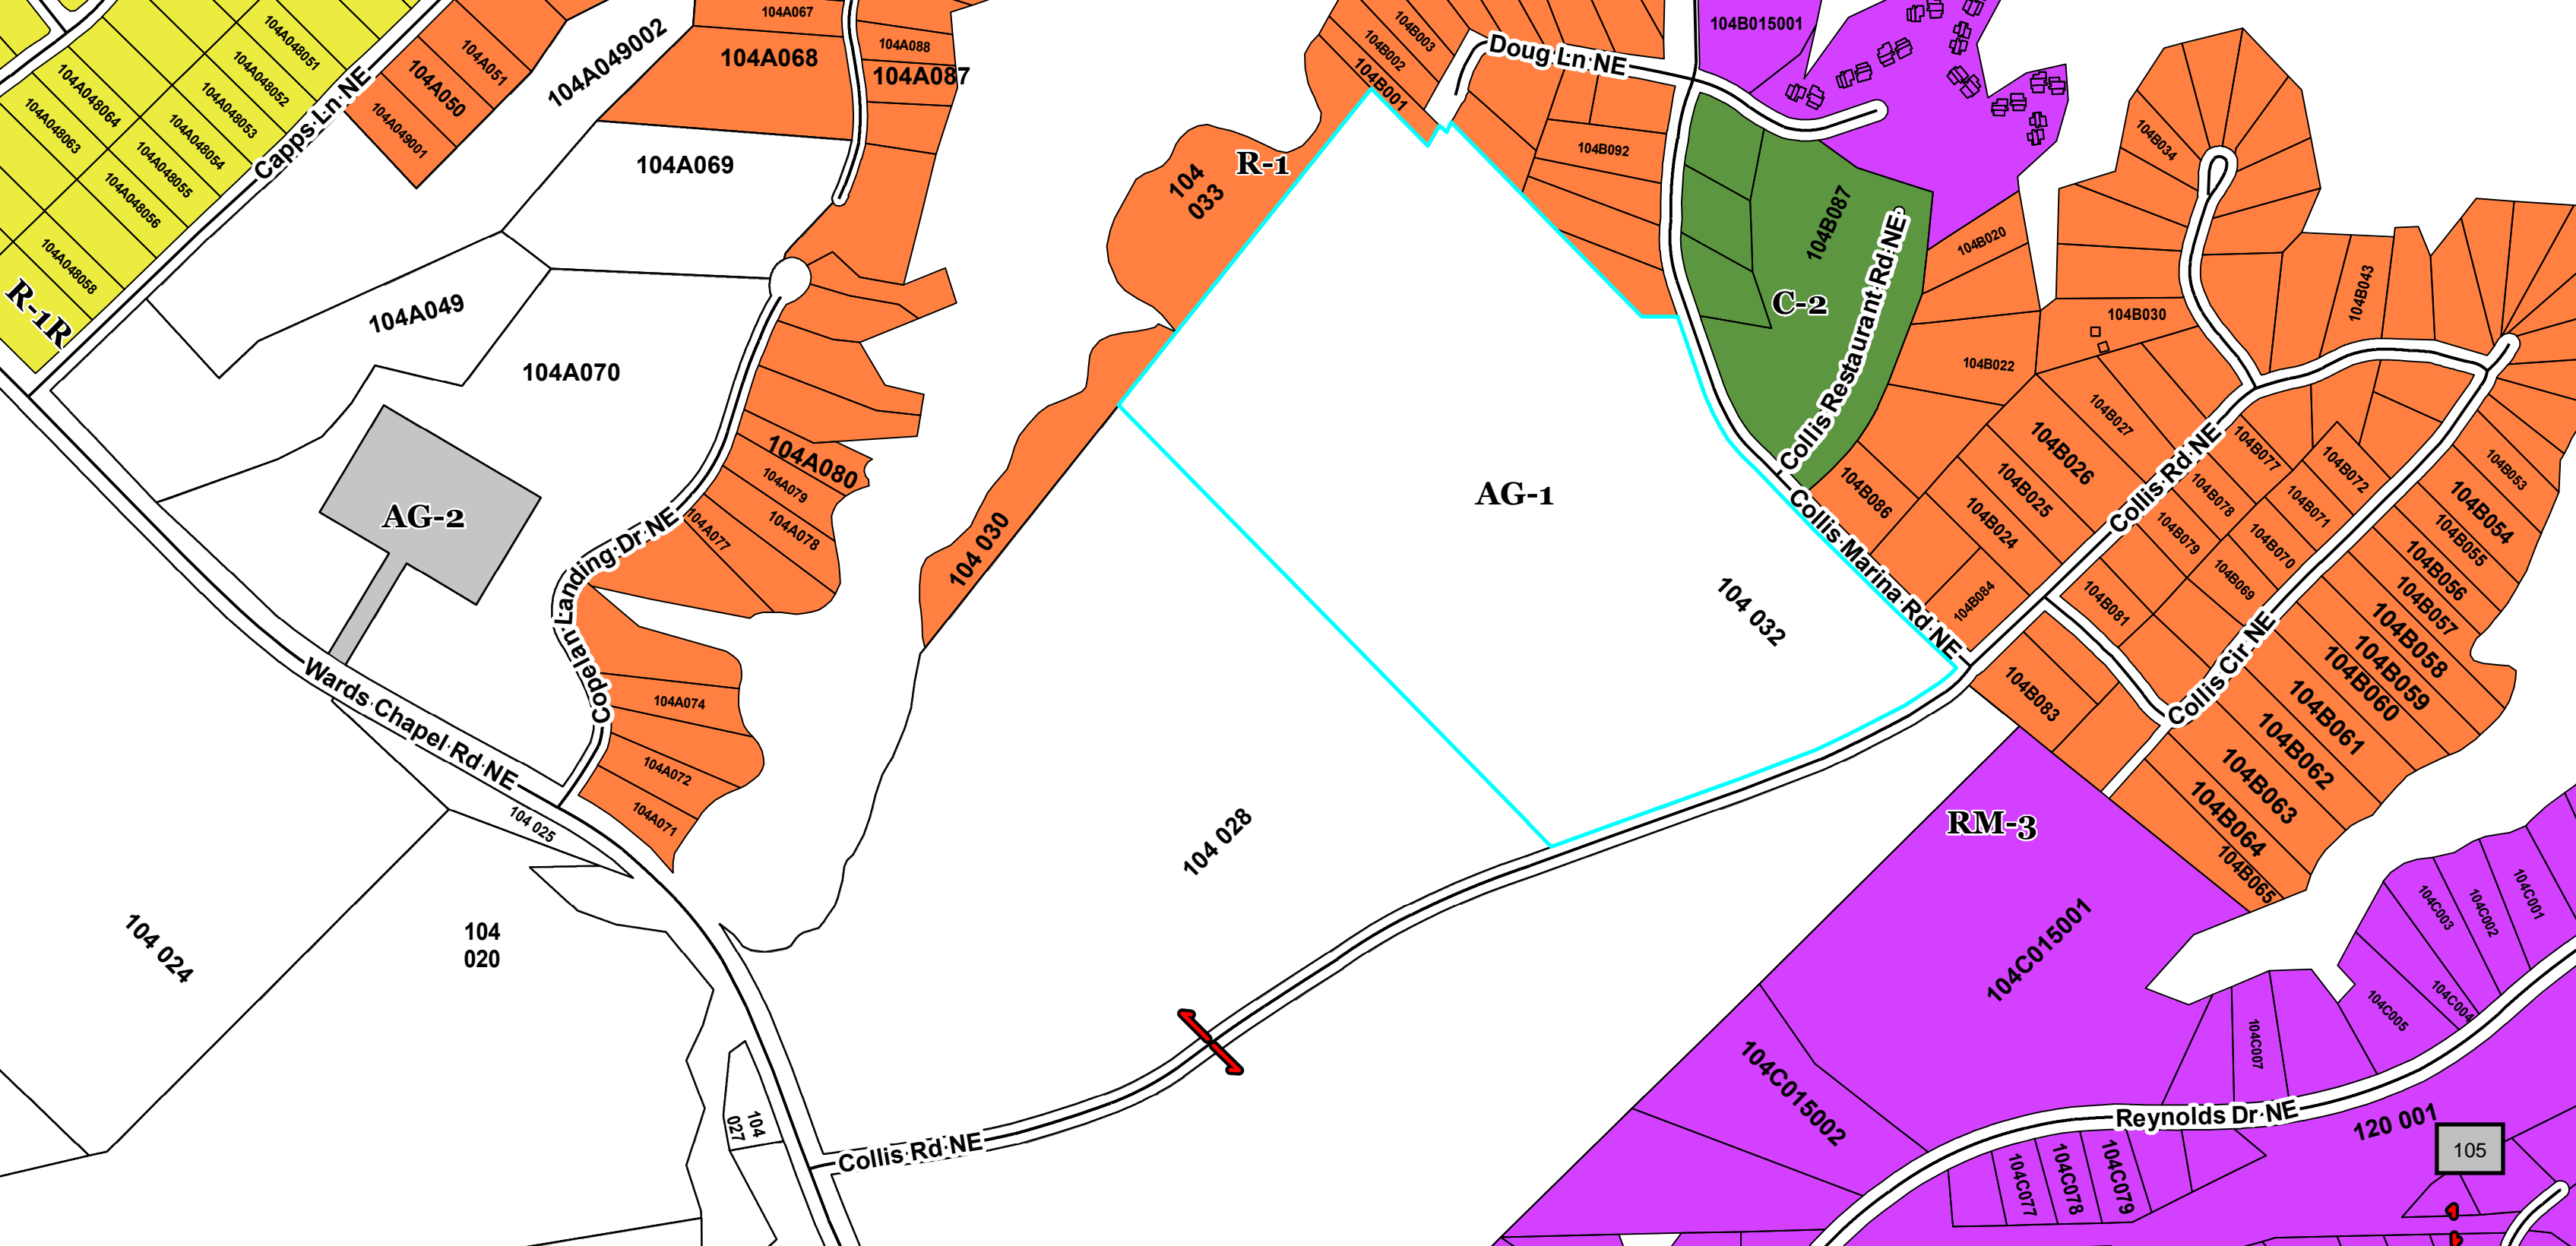 104A067
104A068
104A088
104A087
104A049002
104A051
104A050
104A049001
104A048051
104A048052
104A048053
104A048054
104A048055
104A048056
104A048058
104A048064
104A048063
Capps Ln NE
R-1R
104A069
104A049
104A070
AG-2
104A080
104A079
104A078
104A077
Copelan Landing Dr NE
104A074
104A072
104A071
Wards Chapel Rd NE
104 025
104 024
104
020
104
027
Collis Rd NE
104 028
104 030
104
033
R-1
104B003
104B002
104B001
Doug Ln NE
104B015001
104B092
104B087
C-2
Collis Restaurant Rd NE
AG-1
104 032
Collis Marina Rd NE
104B020
104B022
104B034
104B030
104B043
104B027
104B026
104B025
104B024
104B086
104B084
Collis Rd NE
104B077
104B078
104B079
104B081
104B072
104B071
104B070
104B069
104B083
Collis Cir NE
104B053
104B054
104B055
104B056
104B057
104B058
104B059
104B060
104B061
104B062
104B063
104B064
104B065
RM-3
104C015001
104C015002
104C001
104C002
104C003
104C004
104C005
104C007
Reynolds Dr NE
120 001
105
104C077
104C078
104C079